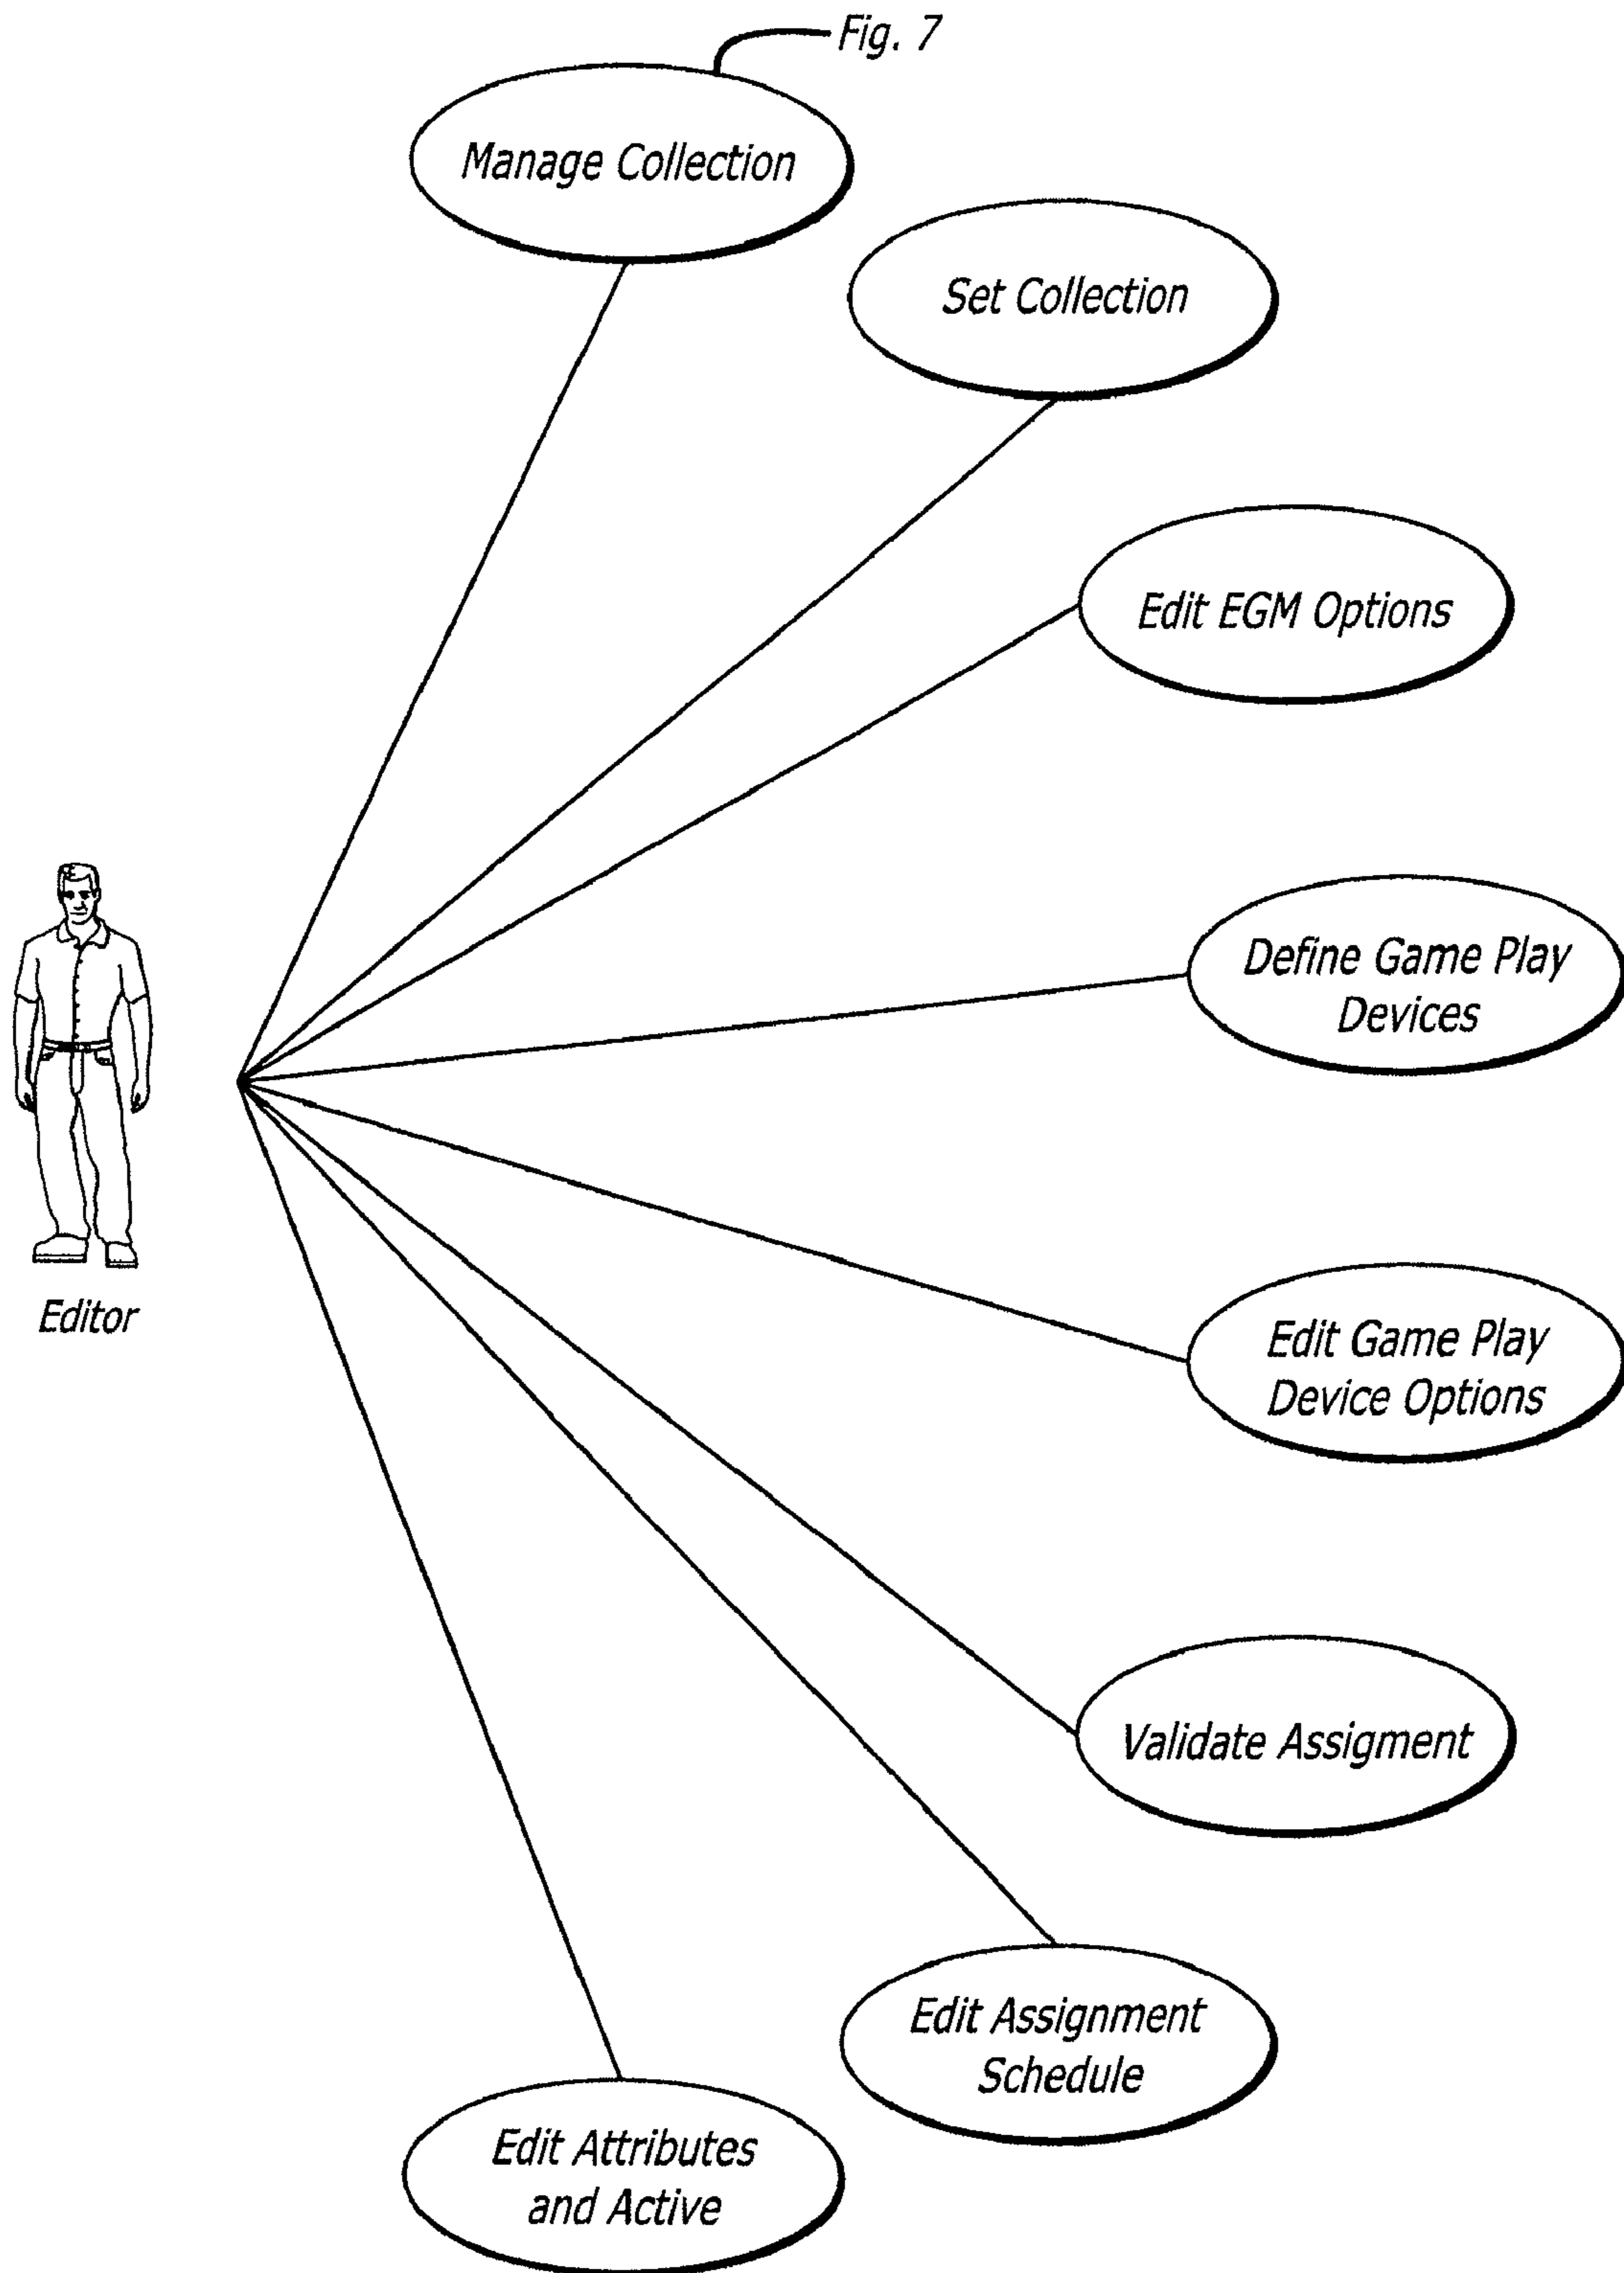 Fig. 7
Manage Collection
Set Collection
Edit EGM Options
Define Game Play
Devices
Edit Game Play
Device Options
Editor
Validate Assigment
Edit Assignment
Schedule
Edit Attributes
and Active